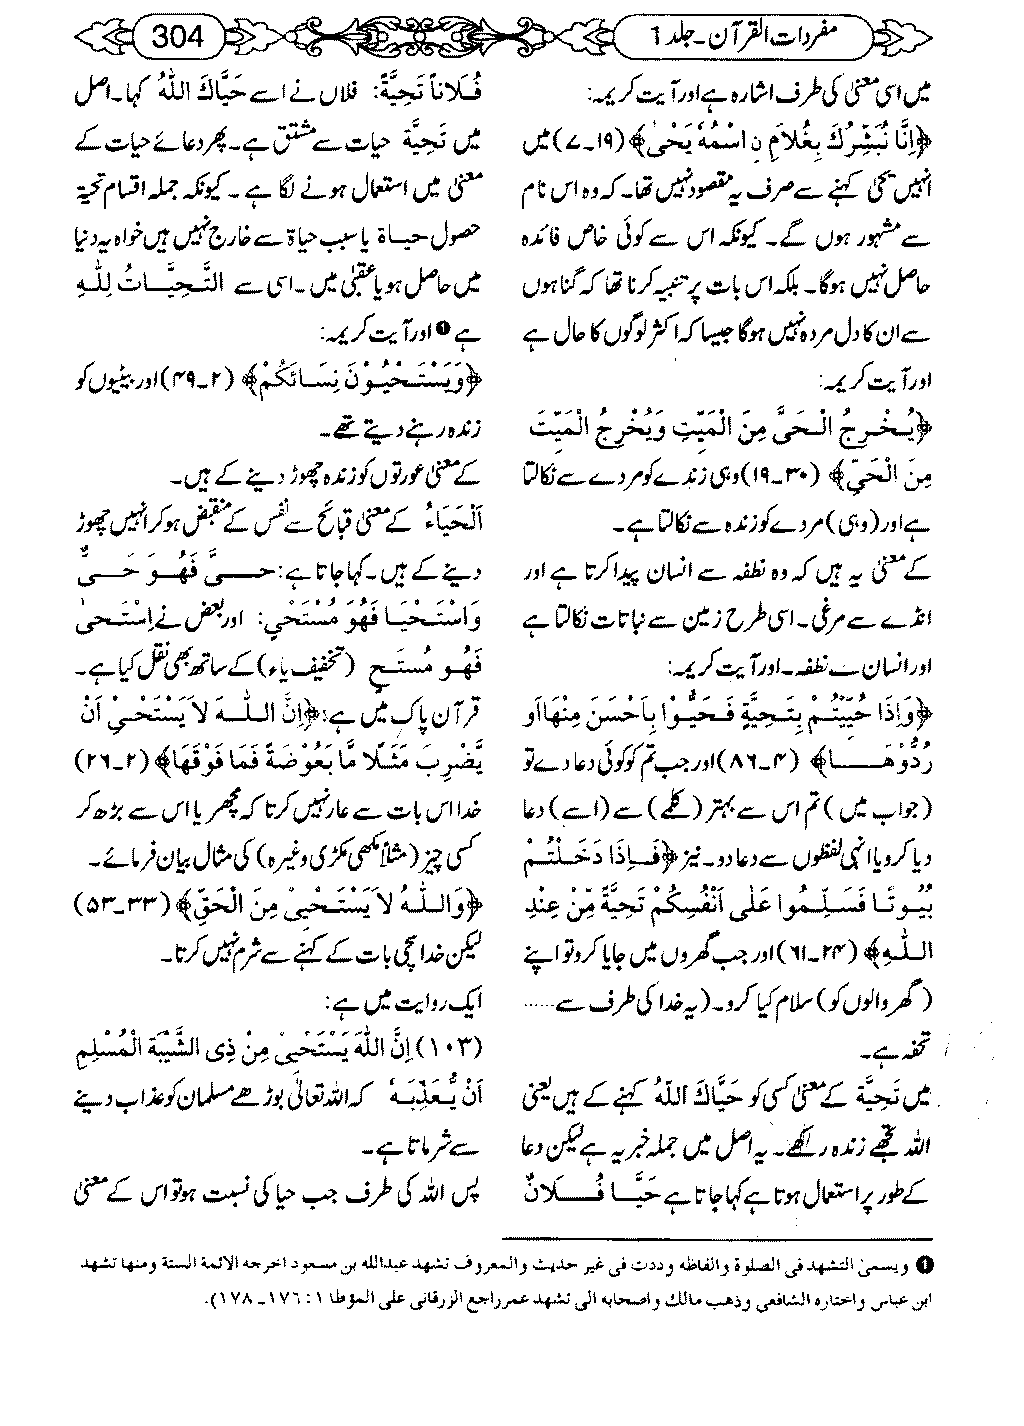 مفردات القرآن۔ جلد ۱
304
میں اسی معنی کی طرف اشارہ ہے اور آیت کریمہ:
﴿اِنَّا نُبَشِّرُكَ بِغُلَامِ ن اسْمُهٗ يَحْيٰى﴾ (۱۹۔۷) میں
انہیں یحیٰ کہنے سے صرف یہ مقصود نہیں تھا۔ کہ وہ اس نام
سے مشہور ہوں گے۔ کیونکہ اس سے کوئی خاص فائدہ
حاصل نہیں ہوگا۔ بلکہ اس بات پر تنبیہ کرنا تھا کہ گناہوں
سے ان کا دل مردہ نہیں ہوگا جیسا کہ اکثر لوگوں کا حال ہے
اور آیت کریمہ:
﴿يُخْرِجُ الْحَيَّ مِنَ الْمَيِّتِ وَيُخْرِجُ الْمَيِّتَ
مِنَ الْحَيِّ﴾ (۳۰۔۱۹) وہی زندے کو مردے سے نکالتا
ہے اور (وہی) مردے کو زندہ سے نکالتا ہے۔
کے معنی یہ ہیں کہ وہ نطفہ سے انسان پیدا کرتا ہے اور
انڈے سے مرغی۔ اسی طرح زمین سے نباتات نکالتا ہے
اور انسان سے نطفہ۔ اور آیت کریمہ:
﴿وَاِذَا حُيِّيْتُمْ بِتَحِيَّةٍ فَحَيُّوْا بِاَحْسَنَ مِنْهَا اَو
رُدُّوْهَا﴾ (۴۔۸۶) اور جب تم کو کوئی دعا دے تو
(جواب میں) تم اس سے بہتر (کلمے) سے (اسے) دعا
دیا کرو یا انہی لفظوں سے دعا دو۔ نیز ﴿فَاِذَا دَخَلْتُمْ
بُيُوْتًا فَسَلِّمُوا عَلٰى اَنْفُسِكُمْ تَحِيَّةً مِّنْ عِنْدِ
اللّٰهِ﴾ (۲۴۔۶۱) اور جب گھروں میں جایا کرو تو اپنے
(گھر والوں کو) سلام کیا کرو۔ (یہ خدا کی طرف سے ......
تحفہ ہے۔
میں تَحِيَّة کے معنی کسی کو حَيَّاكَ اللهُ کہنے کے ہیں یعنی
اللہ تجھے زندہ رکھے۔ یہ اصل میں جملہ خبریہ ہے لیکن دعا
کے طور پر استعمال ہوتا ہے کہا جاتا ہے حَيَّا فُلَانٌ
فُلَاناً تَحِيَّةً: فلاں نے اسے حَيَّاكَ اللهُ کہا۔ اصل
میں تَحِيَّة حیات سے مشتق ہے۔ پھر دعائے حیات کے
معنی میں استعمال ہونے لگا ہے۔ کیونکہ جملہ اقسام تحیۃ
حصول حیاۃ یا سبب حیاۃ سے خارج نہیں ہیں خواہ یہ دنیا
میں حاصل ہو یا عقبیٰ میں۔ اسی سے اَلتَّحِيَّاتُ لِلّٰهِ
ہے ❶ اور آیت کریمہ:
﴿وَيَسْتَحْيُوْنَ نِسَائَكُمْ﴾ (۲۔۴۹) اور بیٹیوں کو
زندہ رہنے دیتے تھے۔
کے معنی عورتوں کو زندہ چھوڑ دینے کے ہیں۔
اَلْحَيَاءُ کے معنی قبائح سے نفس کے منقبض ہوکر انہیں چھوڑ
دینے کے ہیں۔ کہا جاتا ہے: حَيَّ فَهُوَ حَيٌّ
وَاسْتَحْيَا فَهُوَ مُسْتَحْيٍ: اور بعض نے اِسْتَحٰى
فَهُو مُسْتَحٍ (تخفیف یاء) کے ساتھ بھی نقل کیا ہے۔
قرآن پاک میں ہے: ﴿اِنَّ اللّٰهَ لَا يَسْتَحْيٖ اَنْ
يَّضْرِبَ مَثَلًا مَّا بَعُوْضَةً فَمَا فَوْقَهَا﴾ (۲۔۲۶)
خدا اس بات سے عار نہیں کرتا کہ مچھر یا اس سے بڑھ کر
کسی چیز (مثلاً مکھی مکڑی وغیرہ) کی مثال بیان فرمائے۔
﴿وَاللّٰهُ لَا يَسْتَحْيٖ مِنَ الْحَقِّ﴾ (۳۳۔۵۳)
لیکن خدا سچی بات کے کہنے سے شرم نہیں کرتا۔
ایک روایت میں ہے:
(۱۰۳) اِنَّ اللّٰهَ يَسْتَحْيٖ مِنْ ذِى الشَّيْبَةِ الْمُسْلِمِ
اَنْ يُّعَذِّبَهٗ کہ اللہ تعالیٰ بوڑھے مسلمان کو عذاب دینے
سے شرماتا ہے۔
پس اللہ کی طرف جب حیا کی نسبت ہو تو اس کے معنی
❶ ويسمىٰ التشهد فى الصلوة والفاظه وددت فى غير حديث والمعروف تشهد عبدالله بن مسعود اخرجه الائمة الستة ومنها تشهد
ابن عباس واختاره الشافعي وذهب مالك واصحابه الى تشهد عمر راجع الزرقاني على الموطا ۱: ۱۷٦۔۱۷۸).